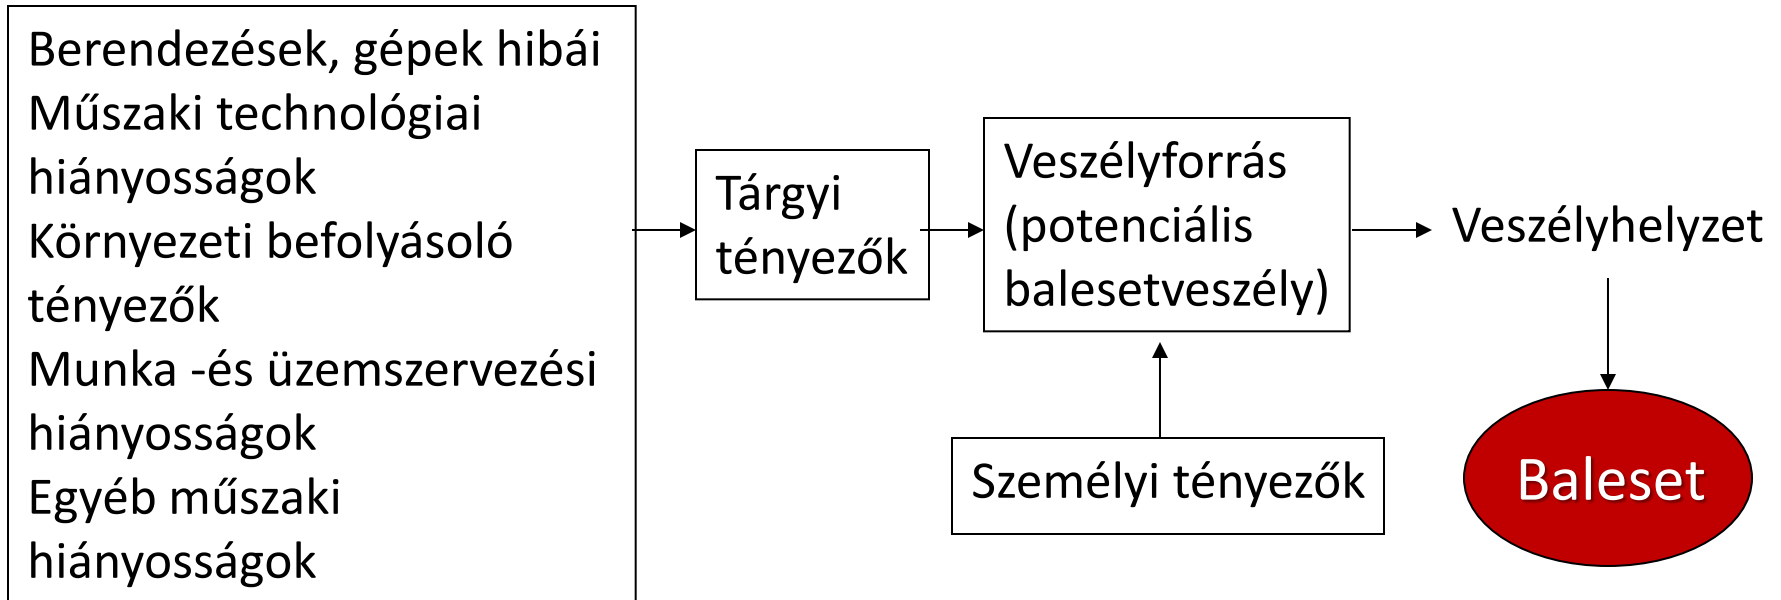 Berendezések, gépek hibái
Műszaki technológiai
hiányosságok
Környezeti befolyásoló
tényezők
Munka -és üzemszervezési
hiányosságok
Egyéb műszaki
hiányosságok
Tárgyi
tényezők
Veszélyforrás
(potenciális
balesetveszély)
Veszélyhelyzet
Személyi tényezők
Baleset